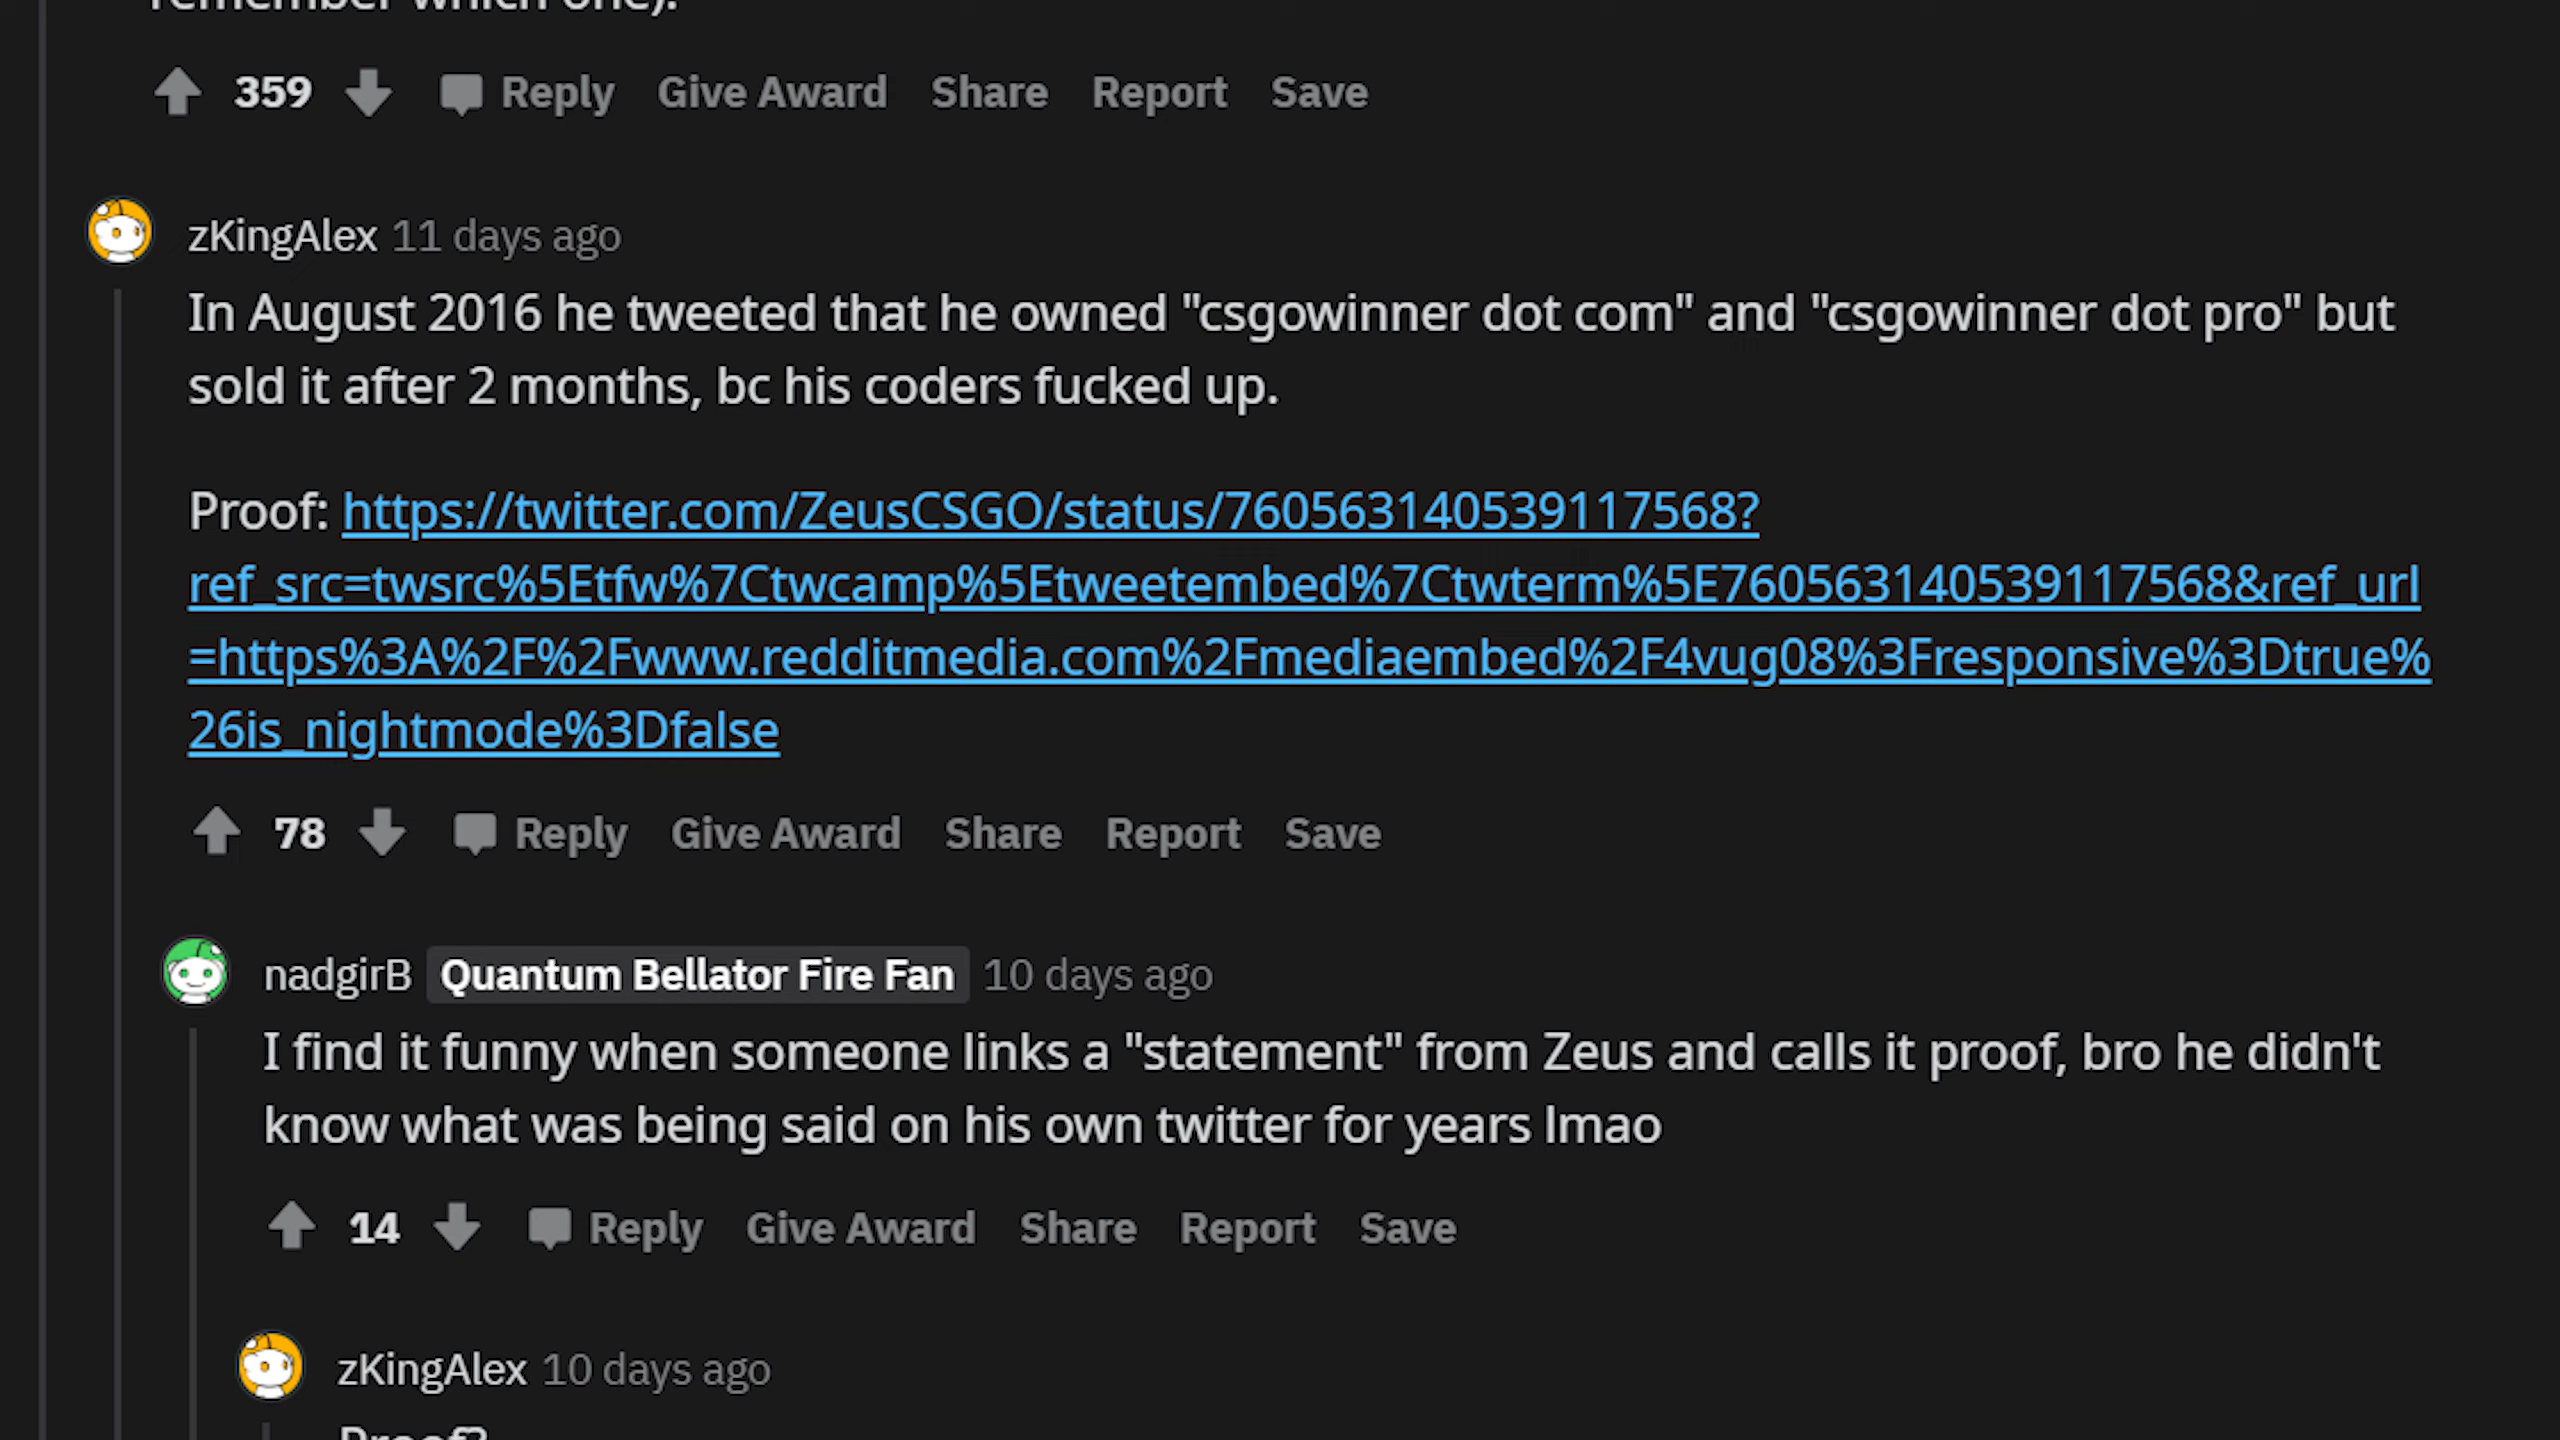 remember which one).
359 Reply Give Award Share Report Save
zKingAlex 11 days ago
In August 2016 he tweeted that he owned "csgowinner dot com" and "csgowinner dot pro" but
sold it after 2 months, bc his coders fucked up.
Proof: https://twitter.com/ZeusCSGO/status/760563140539117568?
ref_src=twsrc%5Etfw%7Ctwcamp%5Etweetembed%7Ctwterm%5E760563140539117568&ref_url
=https%3A%2F%2Fwww.redditmedia.com%2Fmediaembed%2F4vug08%3Fresponsive%3Dtrue%
26is_nightmode%3Dfalse
78 Reply Give Award Share Report Save
nadgirB Quantum Bellator Fire Fan 10 days ago
I find it funny when someone links a "statement" from Zeus and calls it proof, bro he didn't
know what was being said on his own twitter for years lmao
14 Reply Give Award Share Report Save
zKingAlex 10 days ago
Proof?